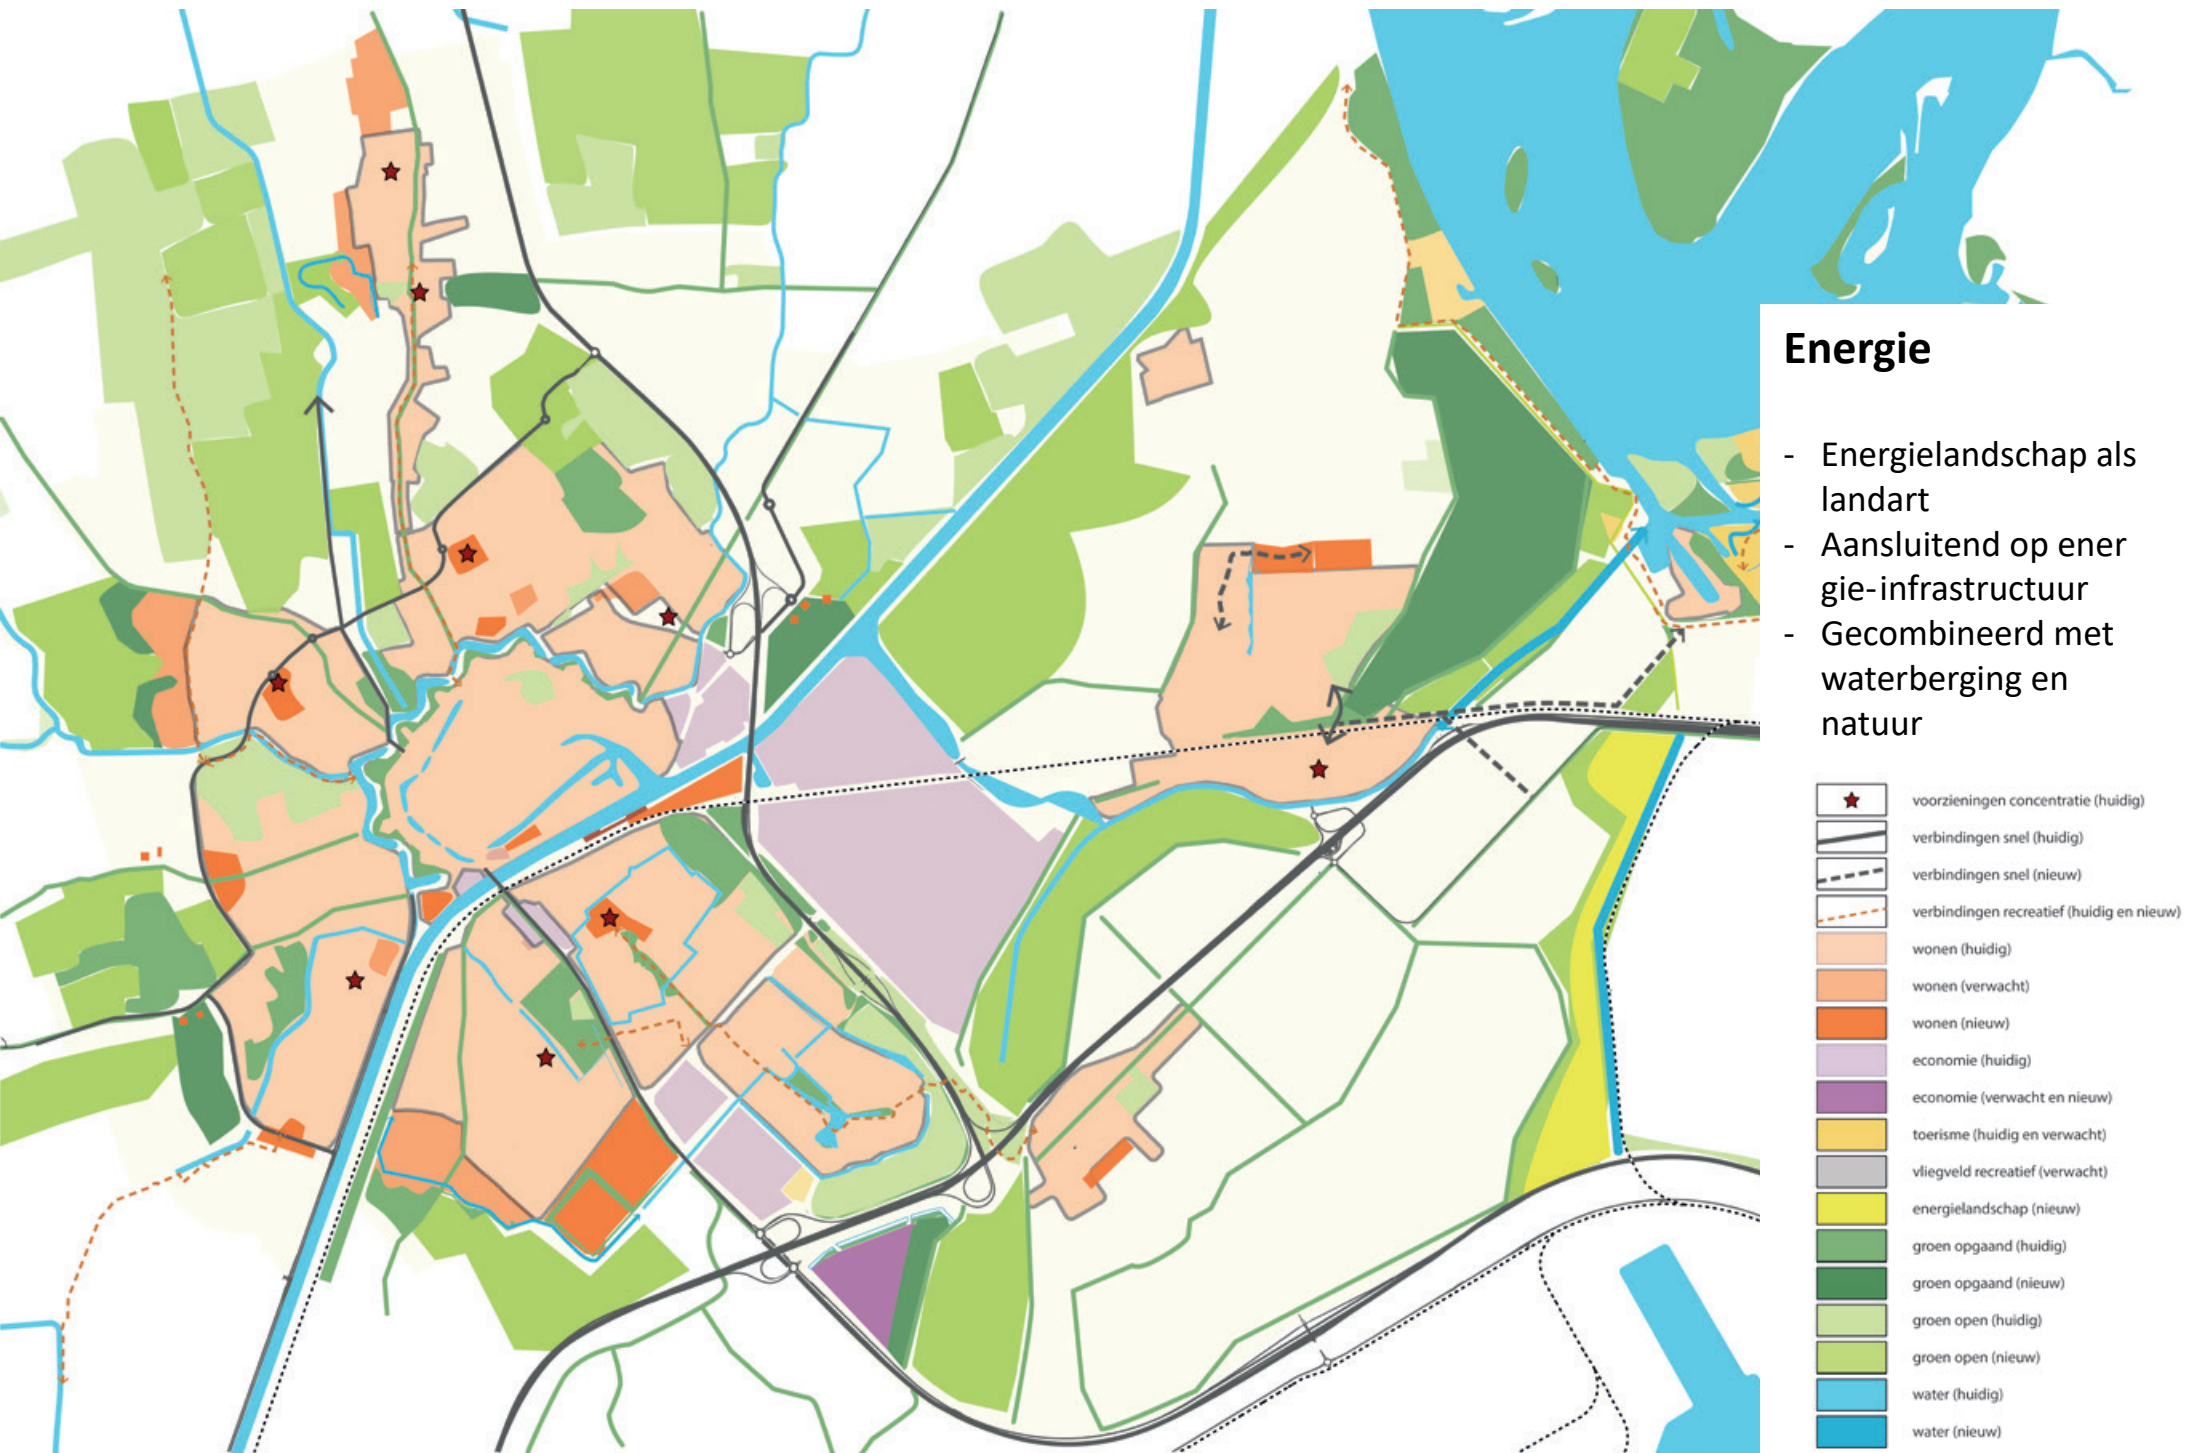 Energie
- Energielandschap als
landart
- Aansluitend op ener
gie-infrastructuur
- Gecombineerd met
waterberging en
natuur
voorzieningen concentratie (huidig)
verbindingen snel (huidig)
verbindingen snel (nieuw)
verbindingen recreatief (huidig en nieuw)
wonen (huidig)
wonen (verwacht)
wonen (nieuw)
economie (huidig)
economie (verwacht en nieuw)
toerisme (huidig en verwacht)
vliegveld recreatief (verwacht)
energielandschap (nieuw)
groen opgaand (huidig)
groen opgaand (nieuw)
groen open (huidig)
groen open (nieuw)
water (huidig)
water (nieuw)